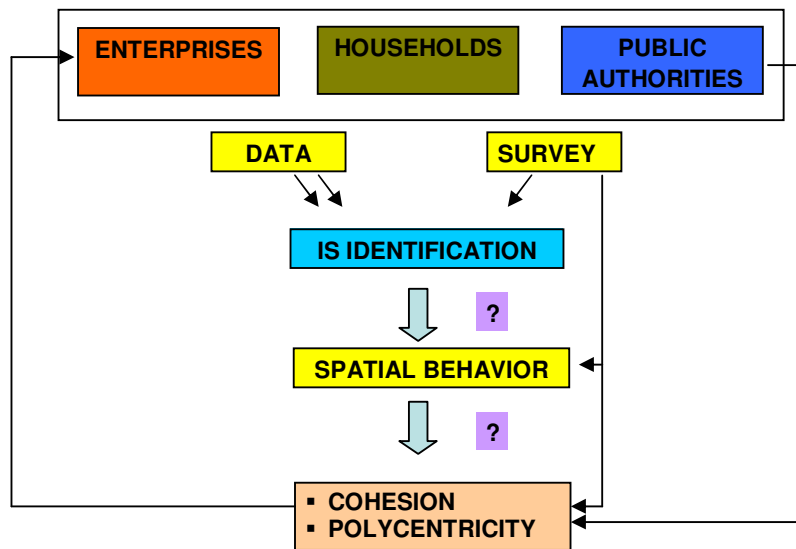 ENTERPRISES
HOUSEHOLDS
PUBLIC
AUTHORITIES
DATA
SURVEY
IS IDENTIFICATION
?
SPATIAL BEHAVIOR
?
▪ COHESION
▪ POLYCENTRICITY